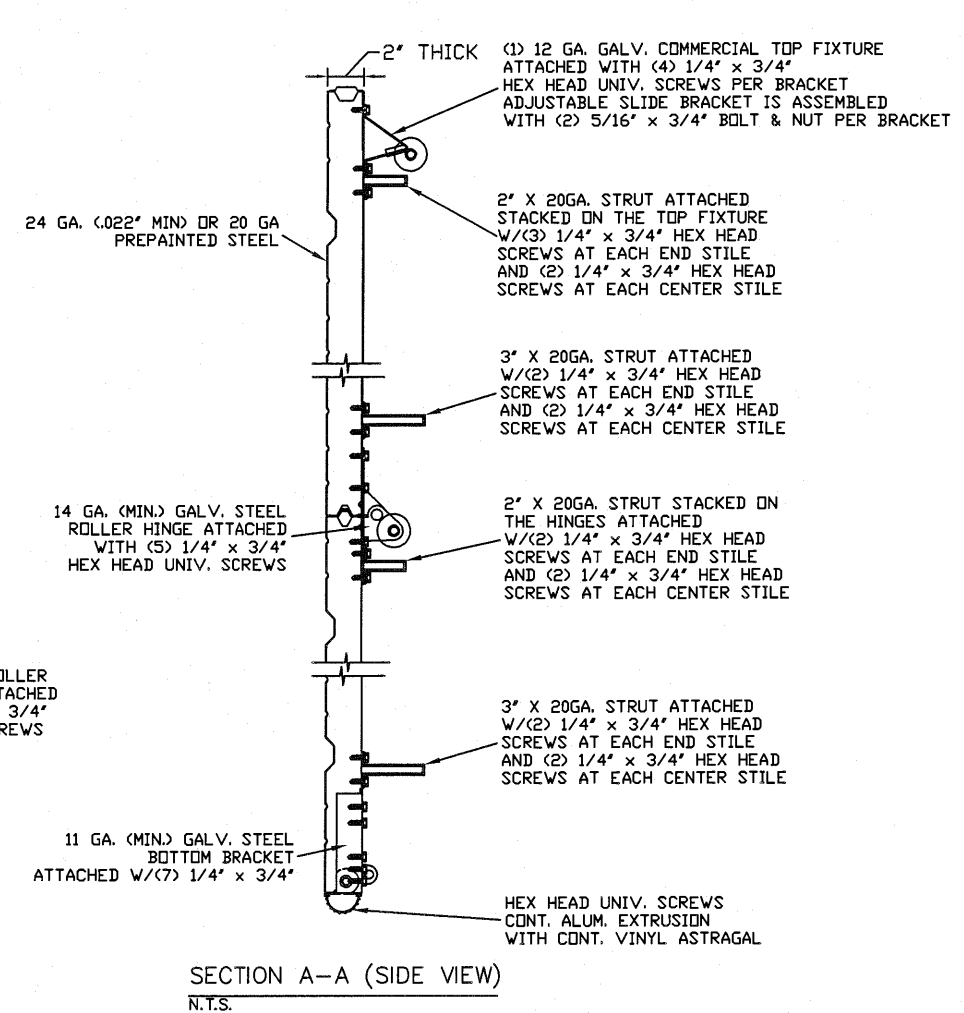 2" THICK
(1) 12 GA. GALV. COMMERCIAL TOP FIXTURE
ATTACHED WITH (4) 1/4" x 3/4"
HEX HEAD UNIV. SCREWS PER BRACKET
ADJUSTABLE SLIDE BRACKET IS ASSEMBLED
WITH (2) 5/16" x 3/4" BOLT & NUT PER BRACKET
24 GA. (.022" MIN) OR 20 GA
PREPAINTED STEEL
2" X 20GA. STRUT ATTACHED
STACKED ON THE TOP FIXTURE
W/(3) 1/4" x 3/4" HEX HEAD
SCREWS AT EACH END STILE
AND (2) 1/4" x 3/4" HEX HEAD
SCREWS AT EACH CENTER STILE
3" X 20GA. STRUT ATTACHED
W/(2) 1/4" x 3/4" HEX HEAD
SCREWS AT EACH END STILE
AND (2) 1/4" x 3/4" HEX HEAD
SCREWS AT EACH CENTER STILE
14 GA. (MIN.) GALV. STEEL
ROLLER HINGE ATTACHED
WITH (5) 1/4" x 3/4"
HEX HEAD UNIV. SCREWS
2" X 20GA. STRUT STACKED ON
THE HINGES ATTACHED
W/(2) 1/4" x 3/4" HEX HEAD
SCREWS AT EACH END STILE
AND (2) 1/4" x 3/4" HEX HEAD
SCREWS AT EACH CENTER STILE
OLLER
TACHED
3/4"
REWS
3" X 20GA. STRUT ATTACHED
W/(2) 1/4" x 3/4" HEX HEAD
SCREWS AT EACH END STILE
AND (2) 1/4" x 3/4" HEX HEAD
SCREWS AT EACH CENTER STILE
11 GA. (MIN.) GALV. STEEL
BOTTOM BRACKET
ATTACHED W/(7) 1/4" x 3/4"
HEX HEAD UNIV. SCREWS
CONT. ALUM. EXTRUSION
WITH CONT. VINYL ASTRAGAL
SECTION A-A (SIDE VIEW)
N.T.S.